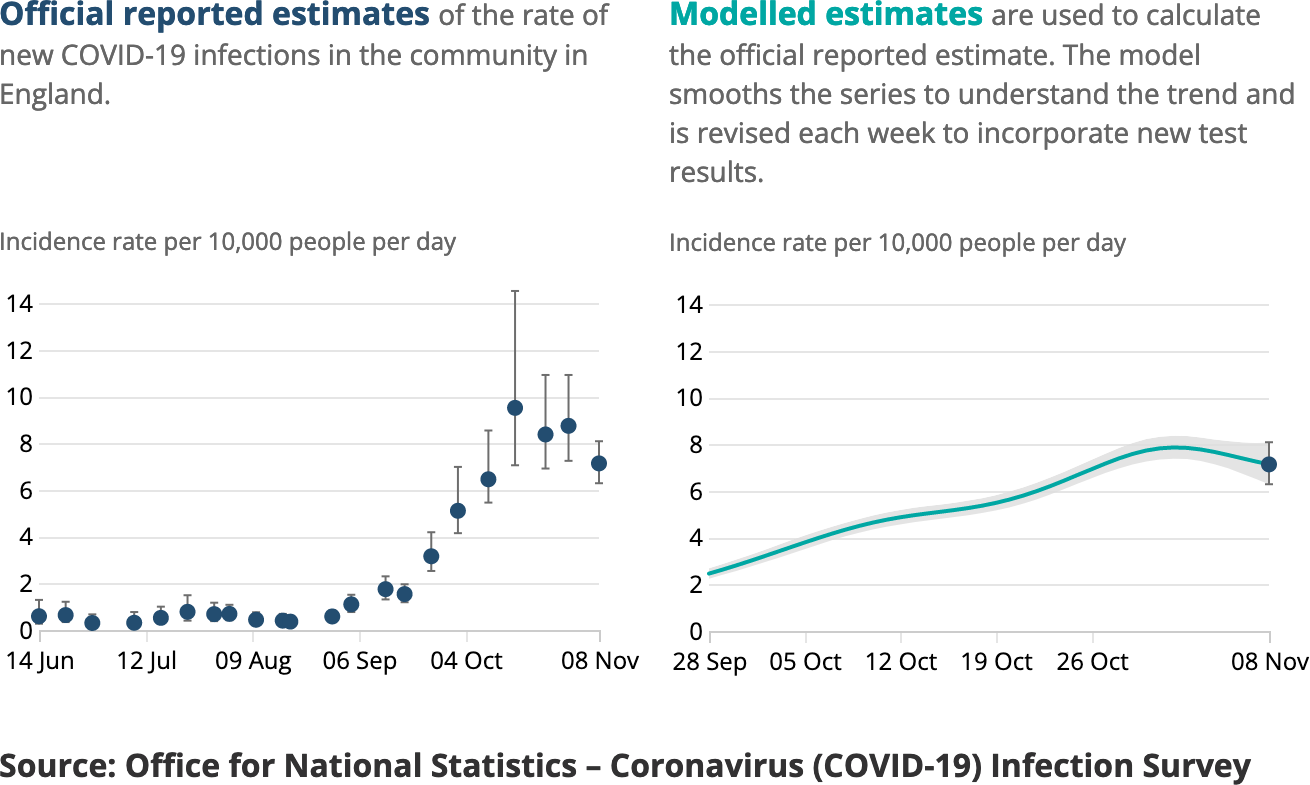 Official reported estimates of the rate of
new COVID-19 infections in the community in
England.
Modelled estimates are used to calculate
the official reported estimate. The model
smooths the series to understand the trend and
is revised each week to incorporate new test
results.
Incidence rate per 10,000 people per day
14
12
10
8
6
4
2
0
14 Jun 12 Jul 09 Aug 06 Sep 04 Oct 08 Nov
Incidence rate per 10,000 people per day
14
12
10
8
6
4
2
0
28 Sep 05 Oct 12 Oct 19 Oct 26 Oct 08 Nov
Source: Office for National Statistics – Coronavirus (COVID-19) Infection Survey